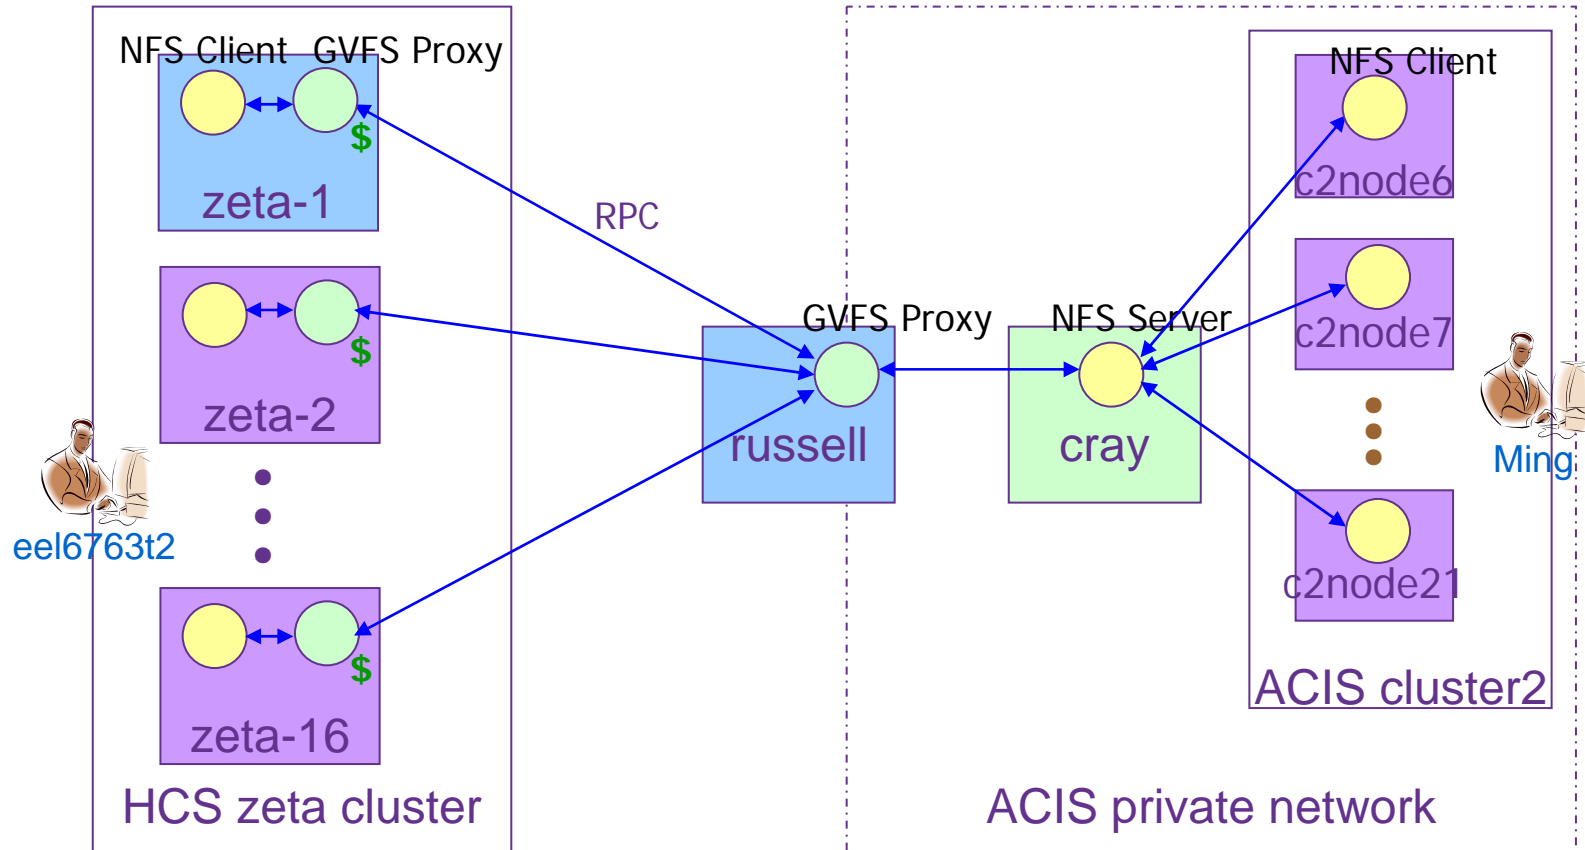 NFS Client GVFS Proxy
$
zeta-1
$
zeta-2
eel6763t2
$
zeta-16
HCS zeta cluster
RPC
GVFS Proxy
russell
NFS Server
cray
NFS Client
c2node6
c2node7
Ming
c2node21
ACIS cluster2
ACIS private network